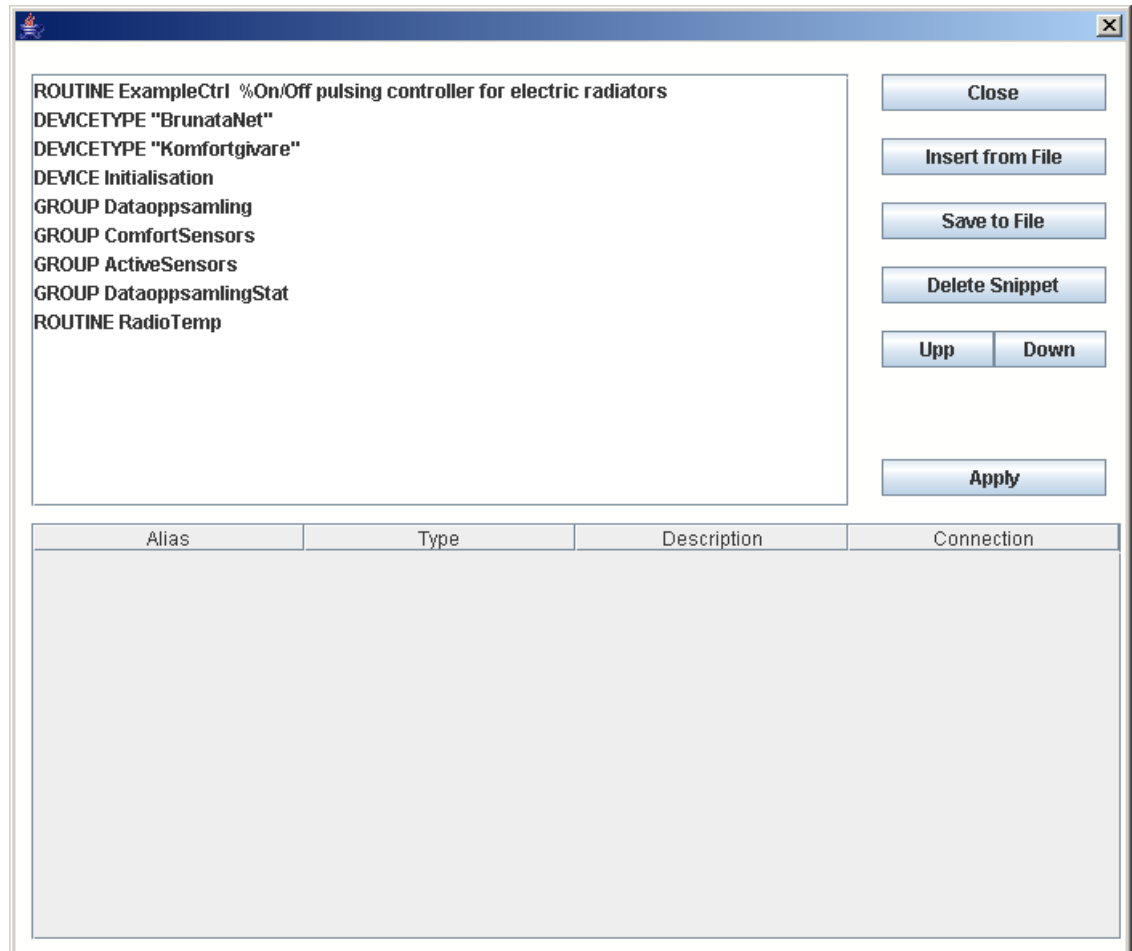 ROUTINE ExampleCtrl %On/Off pulsing controller for electric radiators
DEVICETYPE "BrunataNet"
DEVICETYPE "Komfortgivare"
DEVICE Initialisation
GROUP Dataoppsamling
GROUP ComfortSensors
GROUP ActiveSensors
GROUP DataoppsamlingStat
ROUTINE RadioTemp
Close
Insert from File
Save to File
Delete Snippet
Upp Down
Apply
Alias Type Description Connection